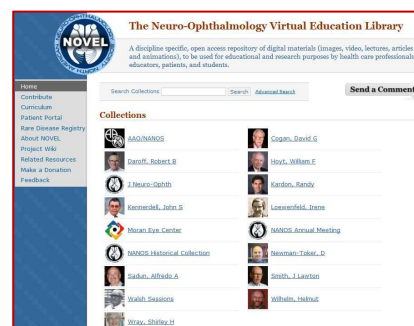 NEURO-OPHTHALMOLOGY
NOVEL
VIRTUAL EDUCATION LIBRARY
The Neuro-Ophthalmology Virtual Education Library
A discipline specific, open access repository of digital materials (images, video, lectures, articles
and animations), to be used for educational and research purposes by health care professionals,
educators, patients, and students.
Home
Contribute
Curriculum
Patient Portal
Rare Disease Registry
About NOVEL
Project Wiki
Related Resources
Make a Donation
Feedback
Search Collections
Search
Advanced Search
Send a Comment
Collections
AAO/NANOS
Cogan, David G
Daroff, Robert B
Hoyt, William F
J Neuro-Ophth
Kardon, Randy
Kennerdell, John S
Loewenfeld, Irene
Moran Eye Center
NANOS Annual Meeting
NANOS Historical Collection
Newman-Toker, D
Sadun, Alfredo A
Smith, J Lawton
Walsh Sessions
Wilhelm, Helmut
Wray, Shirley H